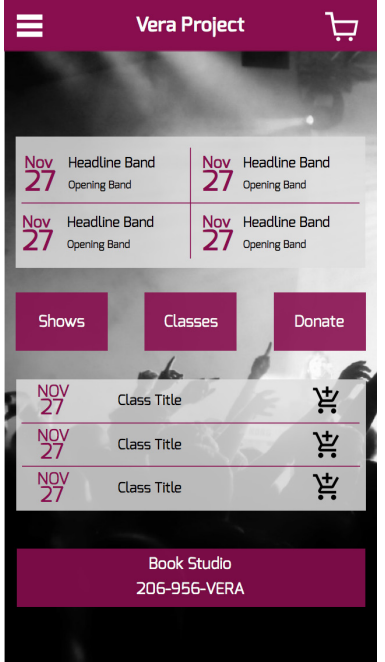 Vera Project
Nov 27 Headline Band Opening Band
Nov 27 Headline Band Opening Band
Nov 27 Headline Band Opening Band
Nov 27 Headline Band Opening Band
Shows
Classes
Donate
NOV 27 Class Title
NOV 27 Class Title
NOV 27 Class Title
Book Studio
206-956-VERA